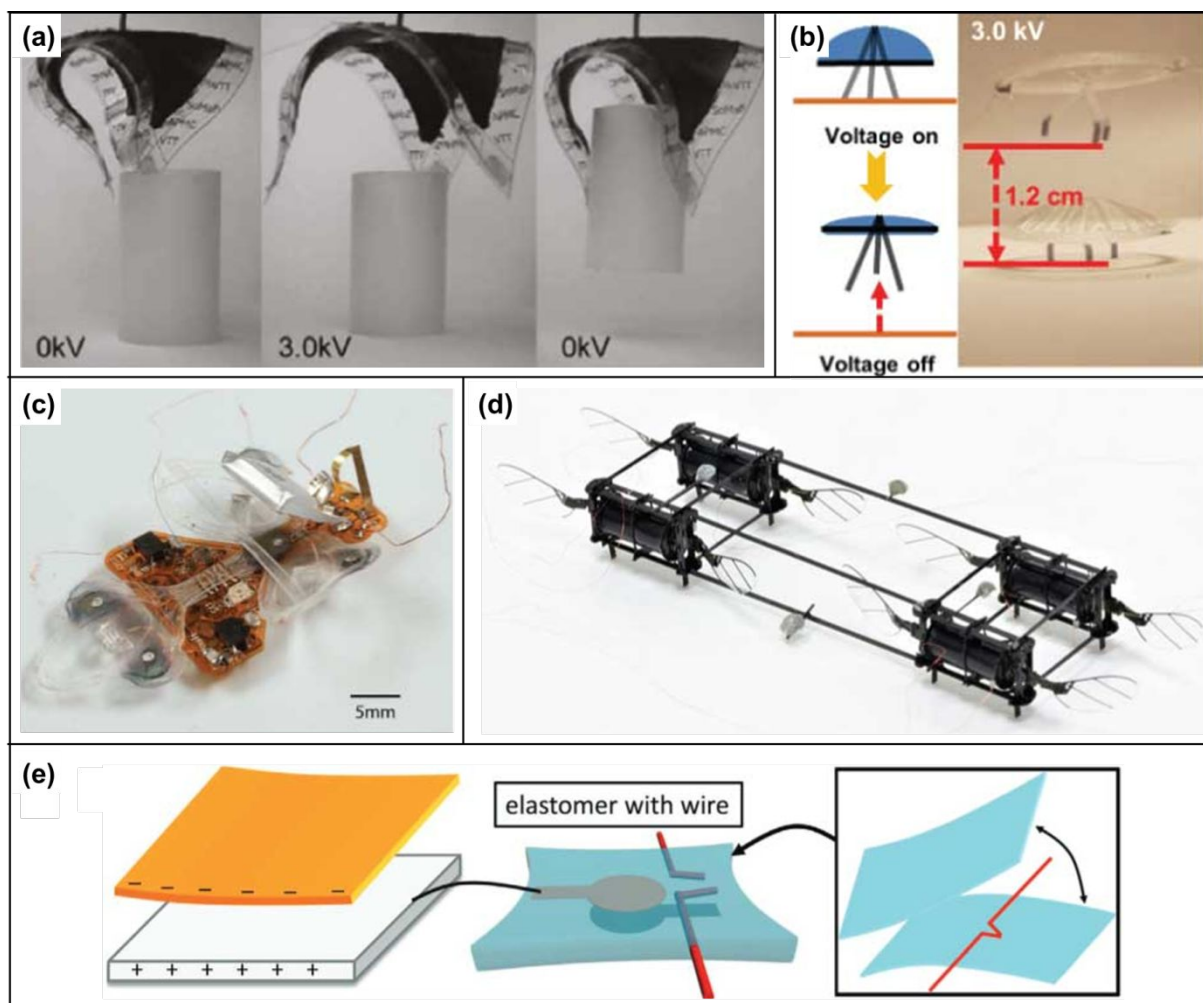 (a)
0kV
3.0kV
0kV
(b)
Voltage on
Voltage off
3.0 kV
1.2 cm
(c)
5mm
(d)
(e)
elastomer with wire
− − − − − −
+ + + + + +